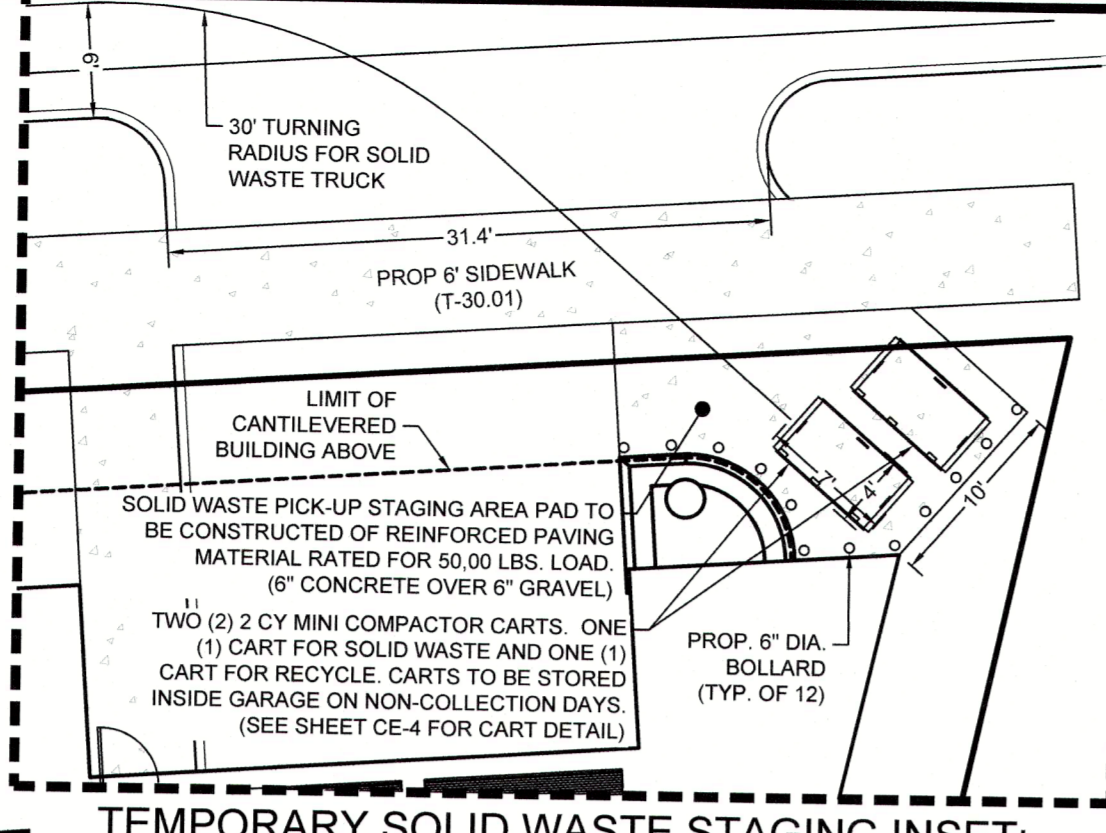 9'
30' TURNING
RADIUS FOR SOLID
WASTE TRUCK
31.4'
PROP 6' SIDEWALK
(T-30.01)
LIMIT OF
CANTILEVERED
BUILDING ABOVE
7'
4'
10'
SOLID WASTE PICK-UP STAGING AREA PAD TO
BE CONSTRUCTED OF REINFORCED PAVING
MATERIAL RATED FOR 50,00 LBS. LOAD.
(6" CONCRETE OVER 6" GRAVEL)
TWO (2) 2 CY MINI COMPACTOR CARTS. ONE
(1) CART FOR SOLID WASTE AND ONE (1)
CART FOR RECYCLE. CARTS TO BE STORED
INSIDE GARAGE ON NON-COLLECTION DAYS.
(SEE SHEET CE-4 FOR CART DETAIL)
PROP. 6" DIA.
BOLLARD
(TYP. OF 12)
TEMPORARY SOLID WASTE STAGING INSET: